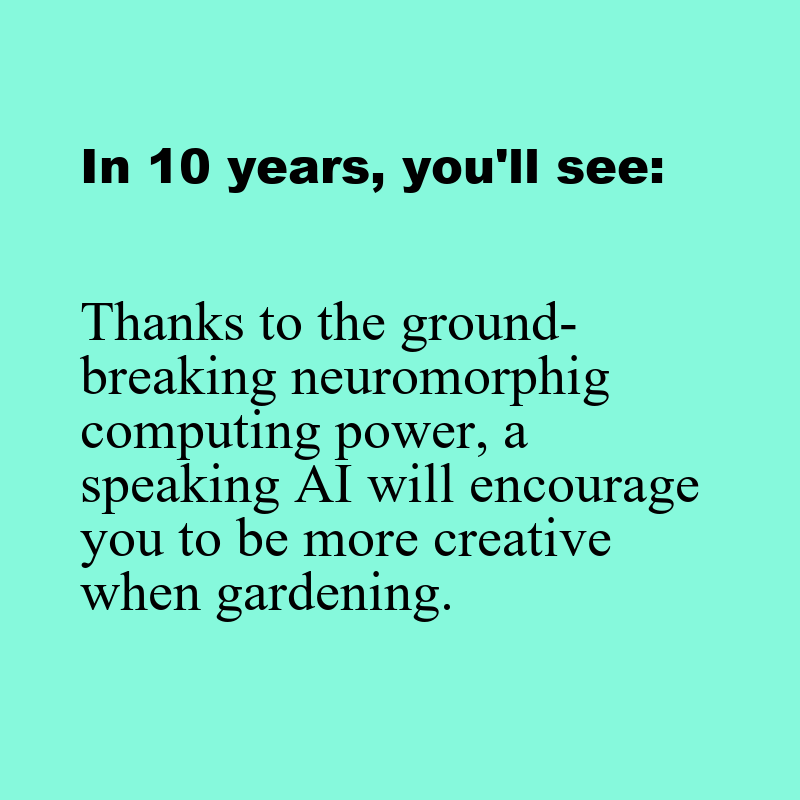 In 10 years, you'll see:
Thanks to the ground-
breaking neuromorphig
computing power, a
speaking AI will encourage
you to be more creative
when gardening.